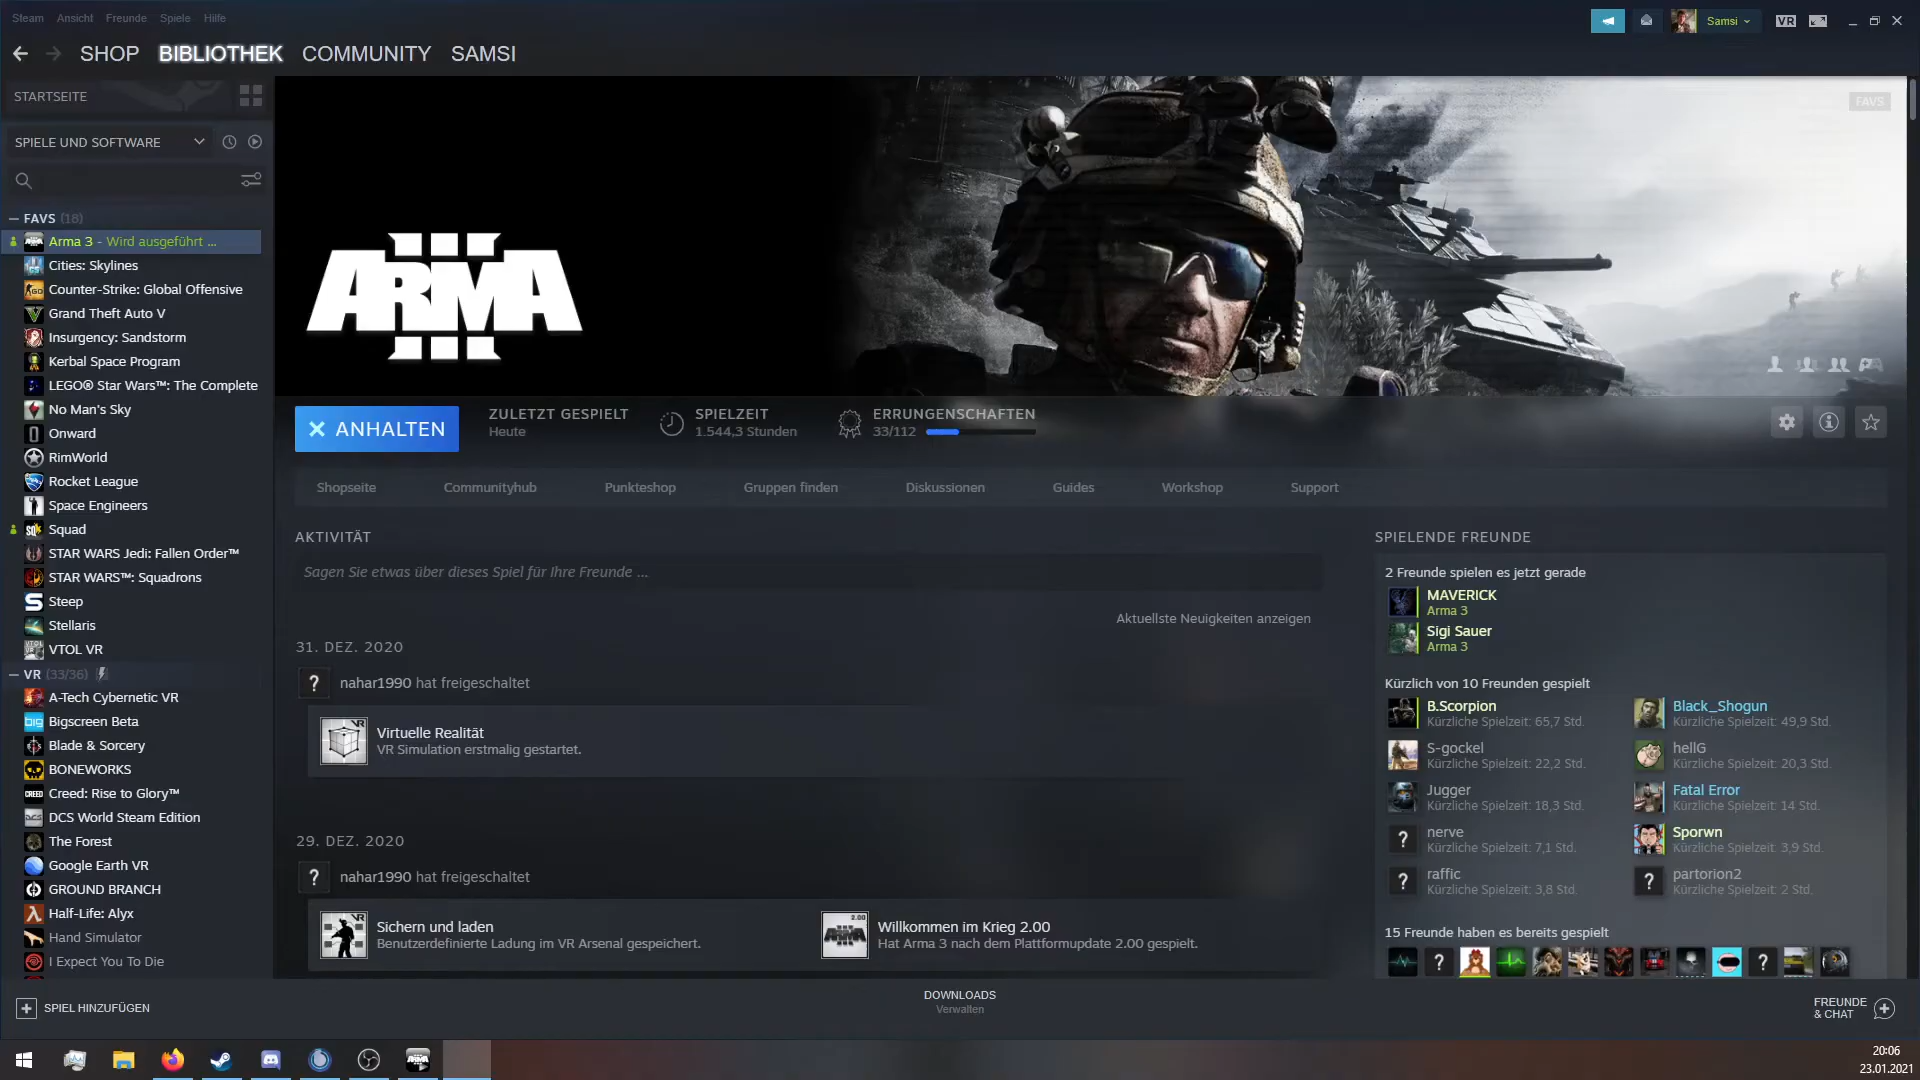 Steam Ansicht Freunde Spiele Hilfe
Samsi
VR
SHOP BIBLIOTHEK COMMUNITY SAMSI
STARTSEITE
SPIELE UND SOFTWARE
FAVS (18)
Arma 3 - Wird ausgeführt ...
Cities: Skylines
Counter-Strike: Global Offensive
Grand Theft Auto V
Insurgency: Sandstorm
Kerbal Space Program
LEGO® Star Wars™: The Complete
No Man's Sky
Onward
RimWorld
Rocket League
Space Engineers
Squad
STAR WARS Jedi: Fallen Order™
STAR WARS™: Squadrons
Steep
Stellaris
VTOL VR
VR (33/36)
A-Tech Cybernetic VR
Bigscreen Beta
Blade & Sorcery
BONEWORKS
Creed: Rise to Glory™
DCS World Steam Edition
The Forest
Google Earth VR
GROUND BRANCH
Half-Life: Alyx
Hand Simulator
I Expect You To Die
SPIEL HINZUFÜGEN
FAVS
III
ARMA
ANHALTEN
ZULETZT GESPIELT
Heute
SPIELZEIT
1.544,3 Stunden
ERRUNGENSCHAFTEN
33/112
Shopseite Communityhub Punkteshop Gruppen finden Diskussionen Guides Workshop Support
AKTIVITÄT
Sagen Sie etwas über dieses Spiel für Ihre Freunde ...
Aktuellste Neuigkeiten anzeigen
31. DEZ. 2020
? nahar1990 hat freigeschaltet
VR
Virtuelle Realität
VR Simulation erstmalig gestartet.
29. DEZ. 2020
? nahar1990 hat freigeschaltet
VR
Sichern und laden
Benutzerdefinierte Ladung im VR Arsenal gespeichert.
2.00
Willkommen im Krieg 2.00
Hat Arma 3 nach dem Plattformupdate 2.00 gespielt.
SPIELENDE FREUNDE
2 Freunde spielen es jetzt gerade
MAVERICK
Arma 3
Sigi Sauer
Arma 3
Kürzlich von 10 Freunden gespielt
B.Scorpion
Kürzliche Spielzeit: 65,7 Std.
Black_Shogun
Kürzliche Spielzeit: 49,9 Std.
S-gockel
Kürzliche Spielzeit: 22,2 Std.
hellG
Kürzliche Spielzeit: 20,3 Std.
Jugger
Kürzliche Spielzeit: 18,3 Std.
Fatal Error
Kürzliche Spielzeit: 14 Std.
? nerve
Kürzliche Spielzeit: 7,1 Std.
Sporwn
Kürzliche Spielzeit: 3,9 Std.
? raffic
Kürzliche Spielzeit: 3,8 Std.
? partorion2
Kürzliche Spielzeit: 2 Std.
15 Freunde haben es bereits gespielt
? ?
DOWNLOADS
Verwalten
FREUNDE
& CHAT
20:06
23.01.2021